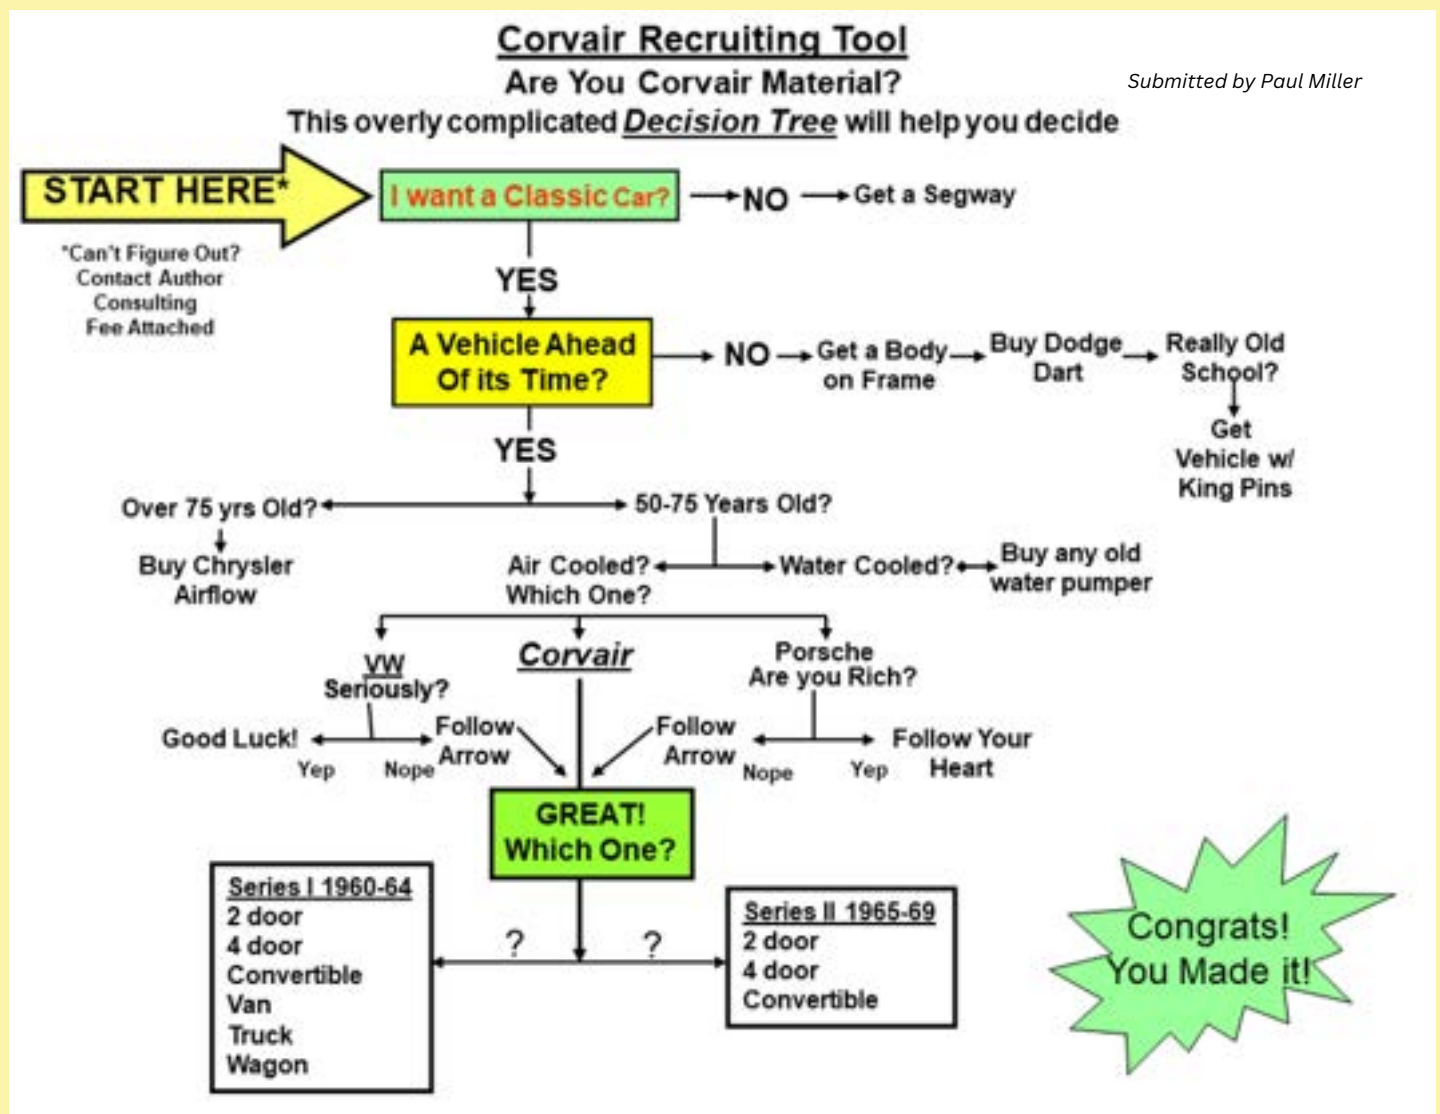 Corvair Recruiting Tool
Are You Corvair Material?
Submitted by Paul Miller
This overly complicated Decision Tree will help you decide
START HERE*
I want a Classic Car?
NO
Get a Segway
*Can't Figure Out?
Contact Author
Consulting
Fee Attached
YES
A Vehicle Ahead
Of its Time?
NO
Get a Body
on Frame
Buy Dodge
Dart
Really Old
School?
Get
Vehicle w/
King Pins
YES
Over 75 yrs Old?
50-75 Years Old?
Buy Chrysler
Airflow
Air Cooled?
Which One?
Water Cooled?
Buy any old
water pumper
VW
Seriously?
Corvair
Porsche
Are you Rich?
Good Luck!
Yep
Nope
Follow
Arrow
Follow
Arrow
Nope
Yep
Follow Your
Heart
GREAT!
Which One?
Series I 1960-64
2 door
4 door
Convertible
Van
Truck
Wagon
?
?
Series II 1965-69
2 door
4 door
Convertible
Congrats!
You Made it!